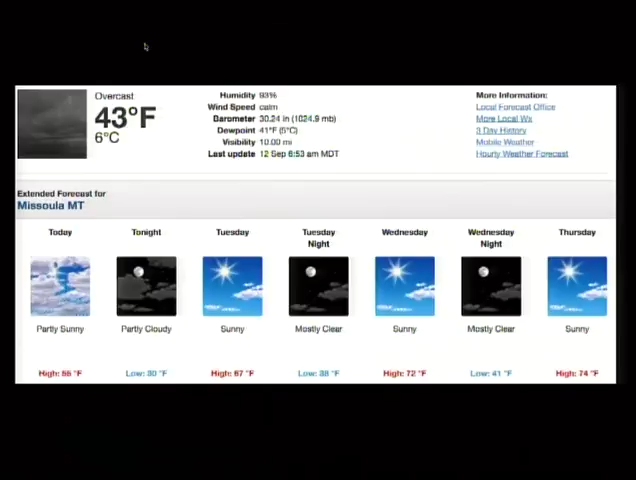 Overcast
43°F
6°C
Humidity 93%
Wind Speed calm
Barometer 30.24 in (1024.9 mb)
Dewpoint 41°F (5°C)
Visibility 10.00 mi
Last update 12 Sep 6:53 am MDT
More Information:
Local Forecast Office
More Local Wx
3 Day History
Mobile Weather
Hourly Weather Forecast
Extended Forecast for
Missoula MT
Today Tonight Tuesday Tuesday Night Wednesday Wednesday Night Thursday
Partly Sunny Partly Cloudy Sunny Mostly Clear Sunny Mostly Clear Sunny
High: °F Low: 30 °F High: 67 °F Low: 38 °F High: 72 °F Low: 41 °F High: 74 °F